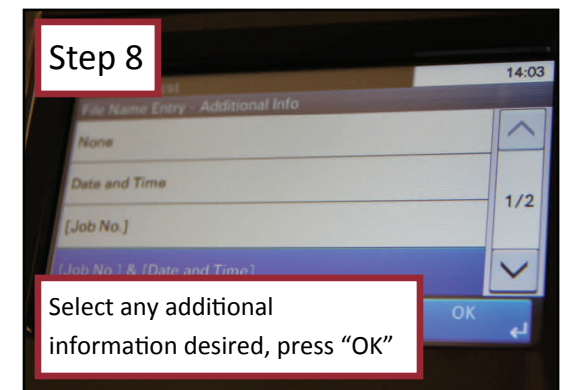 Step 8
14:03
File Name Entry - Additional Info
None
Date and Time
1/2
[Job No.]
[Job No.] & [Date and Time]
Select any additional
information desired, press “OK”
OK